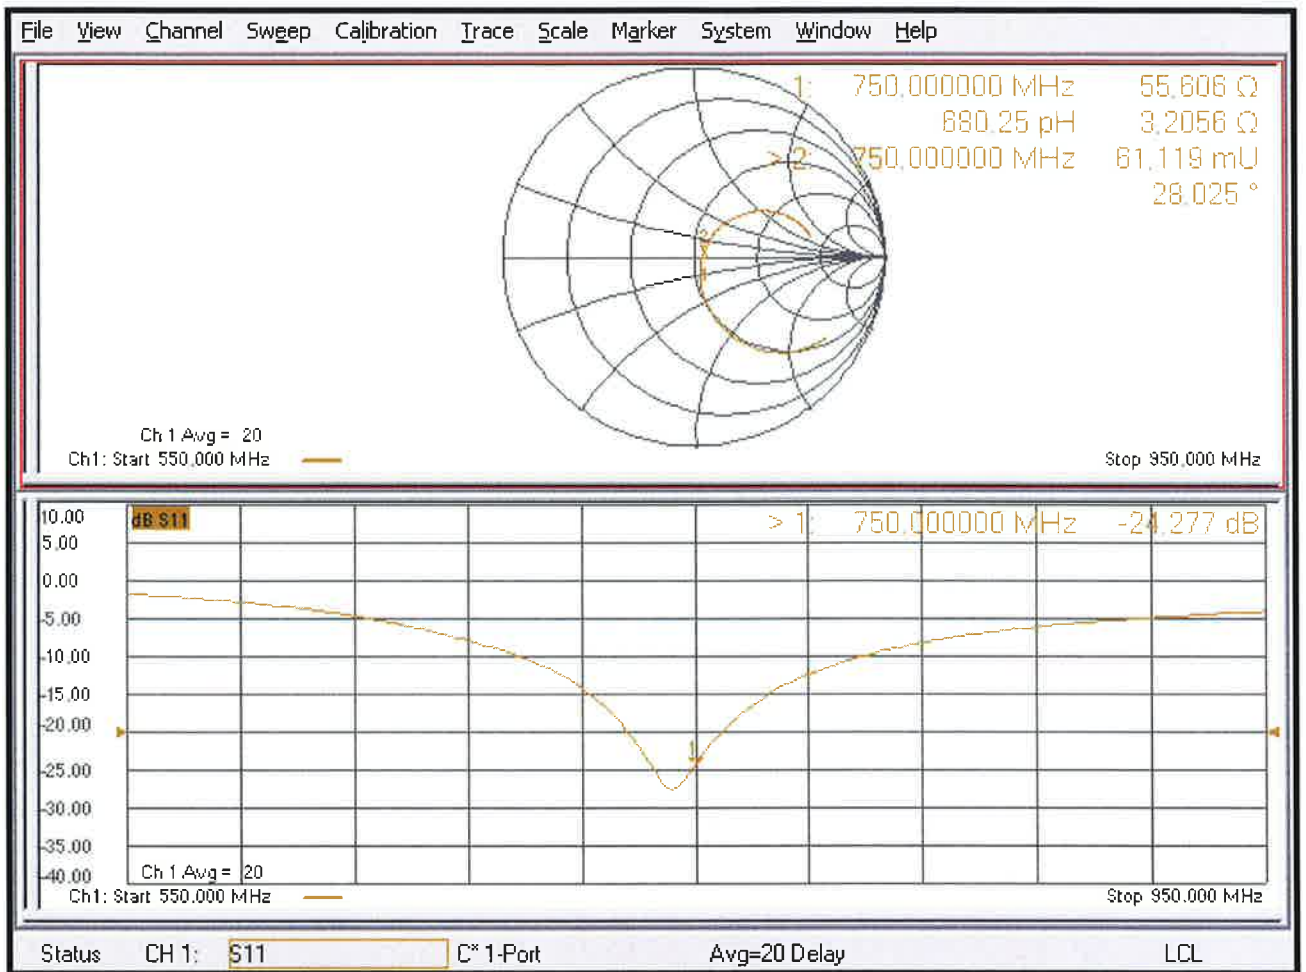 File View Channel Sweep Calibration Trace Scale Marker System Window Help
1: 750.000000 MHz 55.606 Ω
680.25 pH 3.2056 Ω
> 2: 750.000000 MHz 61.119 mU
28.025 °
2
1
Ch 1 Avg = 20
Ch1: Start 550.000 MHz
Stop 950.000 MHz
10.00
dB S11
> 1: 750.000000 MHz -24.277 dB
5.00
0.00
-5.00
-10.00
-15.00
-20.00
1
-25.00
-30.00
-35.00
-40.00
Ch 1 Avg = 20
Ch1: Start 550.000 MHz
Stop 950.000 MHz
Status CH 1: S11 C* 1-Port Avg=20 Delay LCL